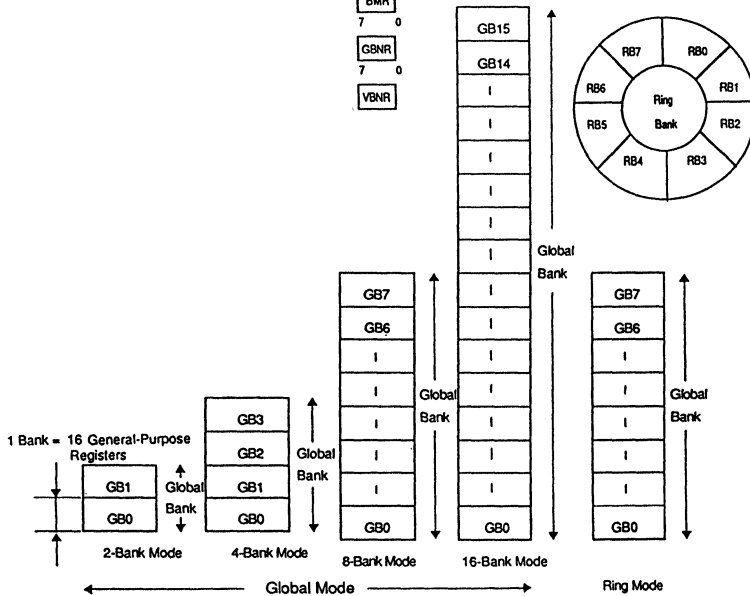 BMR
7 0
GBNR
7 0
VBNR
GB15
GB14
RB7
RB0
RB6
RB1
RB5
RB2
RB4
RB3
Ring
Bank
Global
Bank
GB7
GB6
GB0
Global
Bank
GB0
GB7
GB6
GB0
Global
Bank
1 Bank = 16 General-Purpose
Registers
GB1
GB0
Global
Bank
GB3
GB2
GB1
GB0
Global
Bank
2-Bank Mode
4-Bank Mode
8-Bank Mode
16-Bank Mode
Global Mode
Ring Mode